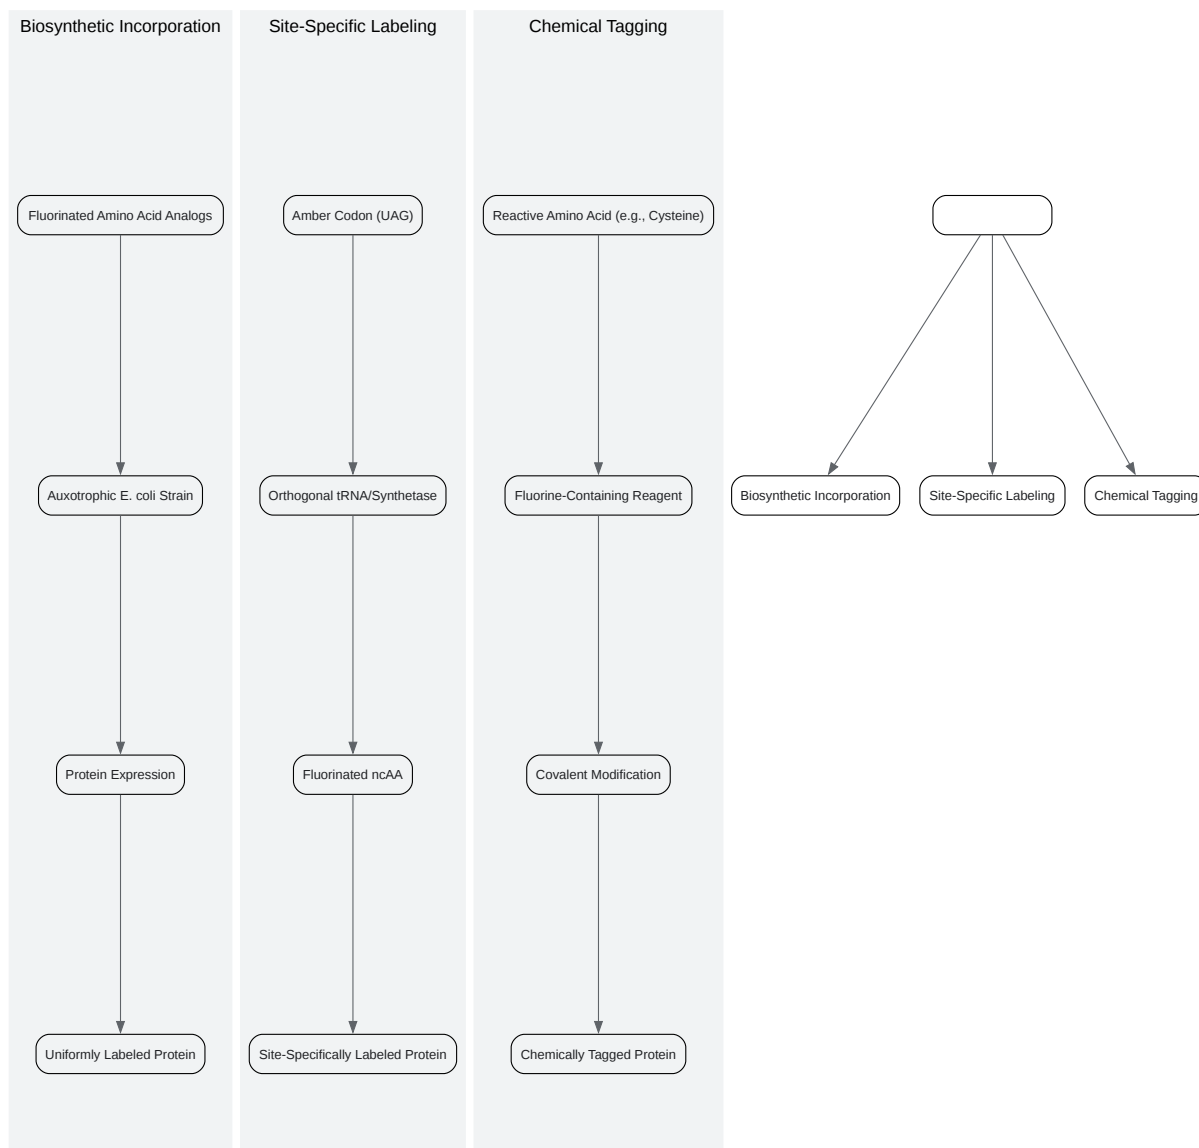 Biosynthetic Incorporation
Site-Specific Labeling
Chemical Tagging
Fluorinated Amino Acid Analogs
Amber Codon (UAG)
Reactive Amino Acid (e.g., Cysteine)
Auxotrophic E. coli Strain
Orthogonal tRNA/Synthetase
Fluorine-Containing Reagent
Biosynthetic Incorporation
Site-Specific Labeling
Chemical Tagging
Protein Expression
Fluorinated ncAA
Covalent Modification
Uniformly Labeled Protein
Site-Specifically Labeled Protein
Chemically Tagged Protein